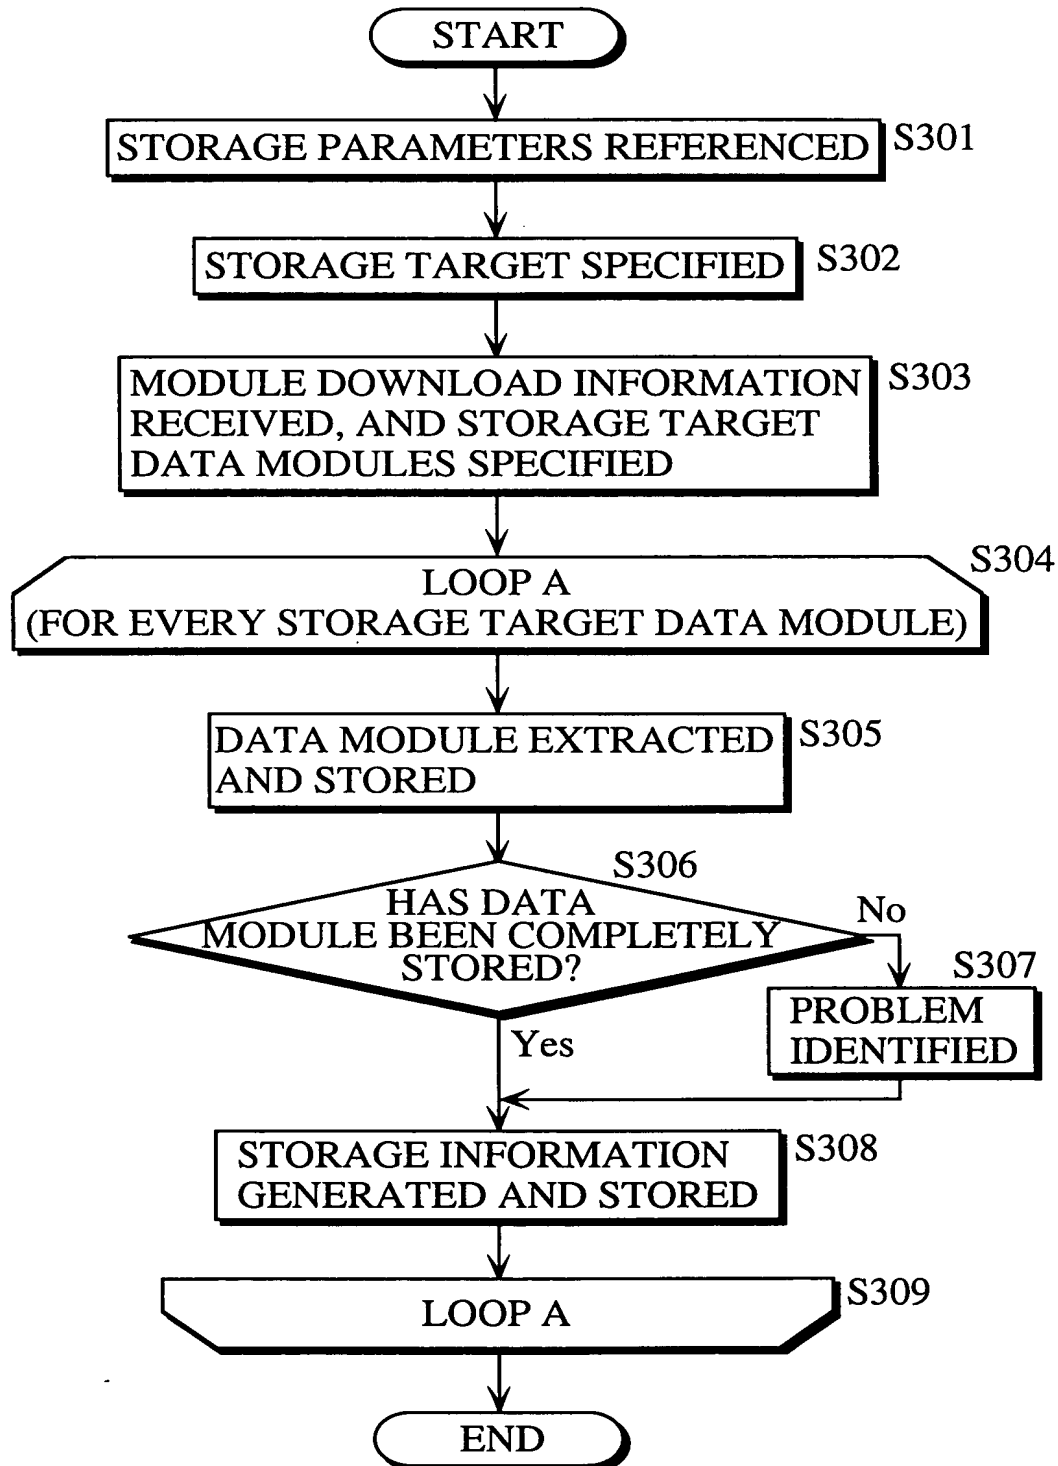 START
STORAGE PARAMETERS REFERENCED
S301
STORAGE TARGET SPECIFIED
S302
MODULE DOWNLOAD INFORMATION
RECEIVED, AND STORAGE TARGET
DATA MODULES SPECIFIED
S303
S304
LOOP A
(FOR EVERY STORAGE TARGET DATA MODULE)
DATA MODULE EXTRACTED
AND STORED
S305
S306
HAS DATA
MODULE BEEN COMPLETELY
STORED?
No
S307
PROBLEM
IDENTIFIED
Yes
STORAGE INFORMATION
GENERATED AND STORED
S308
LOOP A
S309
END